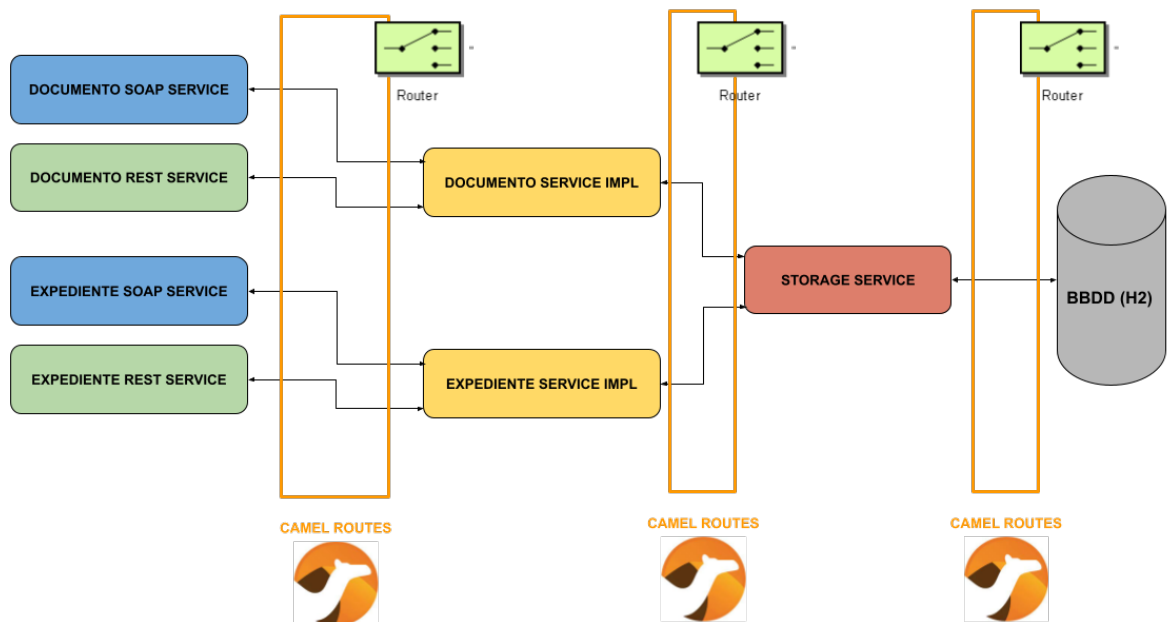 Router
Router
Router
DOCUMENTO SOAP SERVICE
DOCUMENTO REST SERVICE
DOCUMENTO SERVICE IMPL
EXPEDIENTE SOAP SERVICE
STORAGE SERVICE
BBDD (H2)
EXPEDIENTE REST SERVICE
EXPEDIENTE SERVICE IMPL
CAMEL ROUTES
CAMEL ROUTES
CAMEL ROUTES